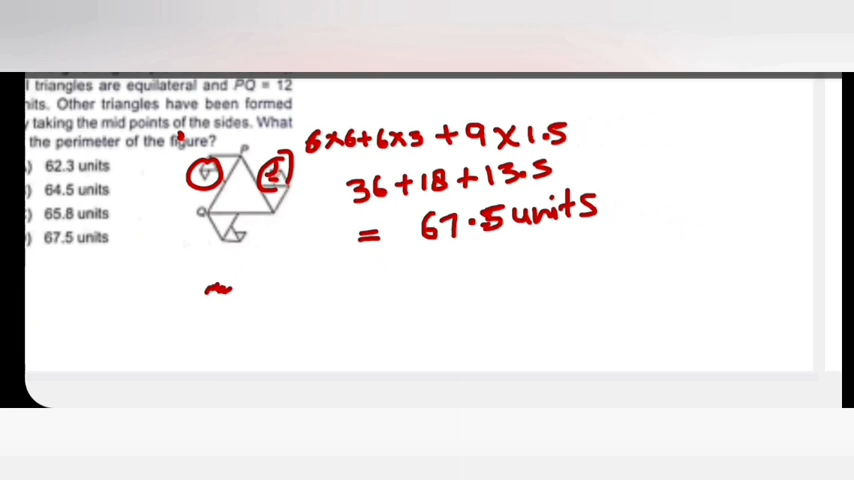 l triangles are equilateral and PQ = 12
nits. Other triangles have been formed
y taking the mid points of the sides. What
the perimeter of the figure?
) 62.3 units
) 64.5 units
) 65.8 units
) 67.5 units
P
Q
6×6+6×3 + 9 × 1.5
36+18+13.5
= 67.5 units